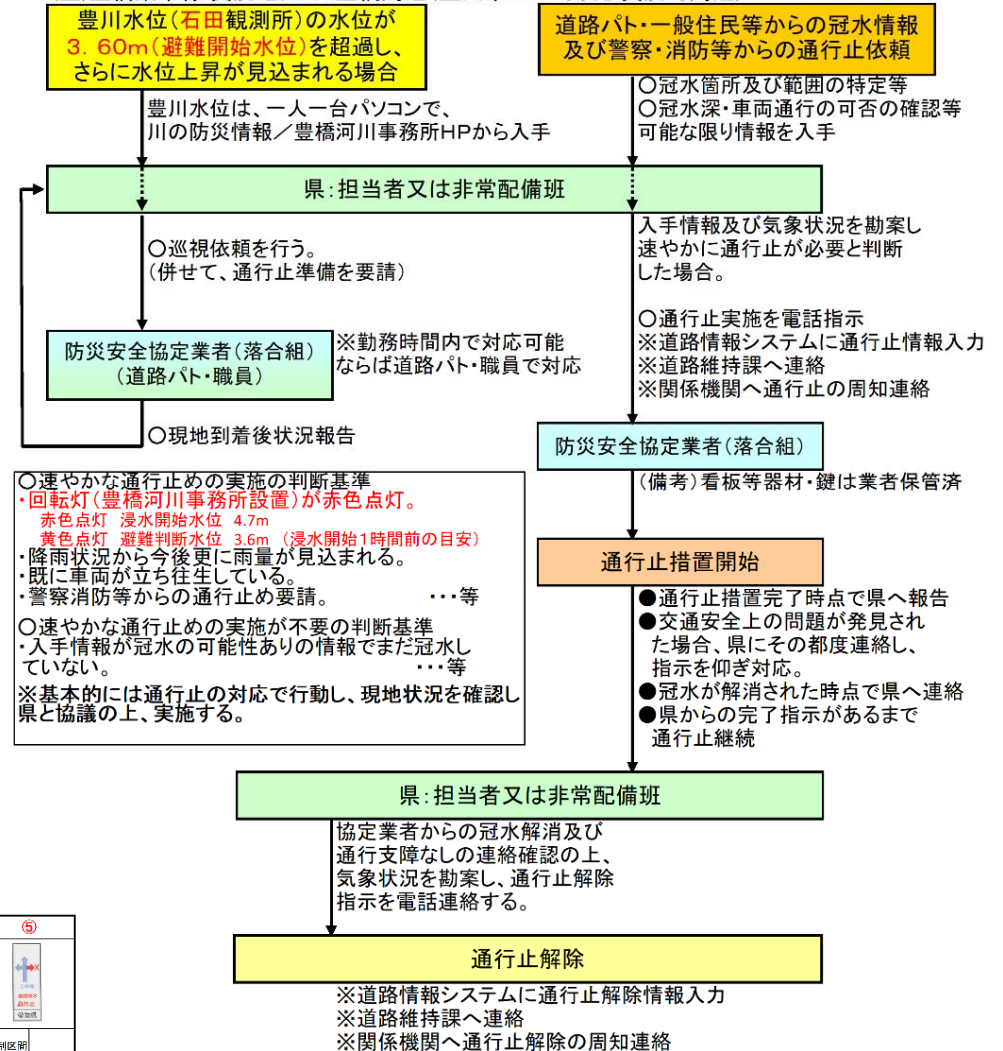 豊川水位(石田観測所)の水位が
3．60m(避難開始水位)を超過し、
さらに水位上昇が見込まれる場合
道路パト・一般住民等からの冠水情報
及び警察・消防等からの通行止依頼
豊川水位は、一人一台パソコンで、
川の防災情報／豊橋河川事務所HPから入手
○冠水箇所及び範囲の特定等
○冠水深・車両通行の可否の確認等
可能な限り情報を入手
県：担当者又は非常配備班
○巡視依頼を行う。
(併せて、通行止準備を要請)
入手情報及び気象状況を勘案し
速やかに通行止が必要と判断
した場合。
○通行止実施を電話指示
※道路情報システムに通行止情報入力
※道路維持課へ連絡
※関係機関へ通行止の周知連絡
防災安全協定業者(落合組)
(道路パト・職員)
※勤務時間内で対応可能
ならば道路パト・職員で対応
○現地到着後状況報告
防災安全協定業者(落合組)
(備考)看板等器材・鍵は業者保管済
○速やかな通行止めの実施の判断基準
・回転灯(豊橋河川事務所設置)が赤色点灯。
赤色点灯 浸水開始水位 4.7m
黄色点灯 避難判断水位 3.6m (浸水開始1時間前の目安)
・降雨状況から今後更に雨量が見込まれる。
・既に車両が立ち往生している。
・警察消防等からの通行止め要請。 ・・・等
○速やかな通行止めの実施が不要の判断基準
・入手情報が冠水の可能性ありの情報でまだ冠水し
ていない。 ・・・等
※基本的には通行止の対応で行動し、現地状況を確認し
県と協議の上、実施する。
通行止措置開始
●通行止措置完了時点で県へ報告
●交通安全上の問題が発見され
た場合、県にその都度連絡し、
指示を仰ぎ対応。
●冠水が解消された時点で県へ連絡
●県からの完了指示があるまで
通行止継続
県：担当者又は非常配備班
協定業者からの冠水解消及び
通行支障なしの連絡確認の上、
気象状況を勘案し、通行止解除
指示を電話連絡する。
通行止解除
※道路情報システムに通行止解除情報入力
※道路維持課へ連絡
※関係機関へ通行止解除の周知連絡
⑤
愛知県
制区間